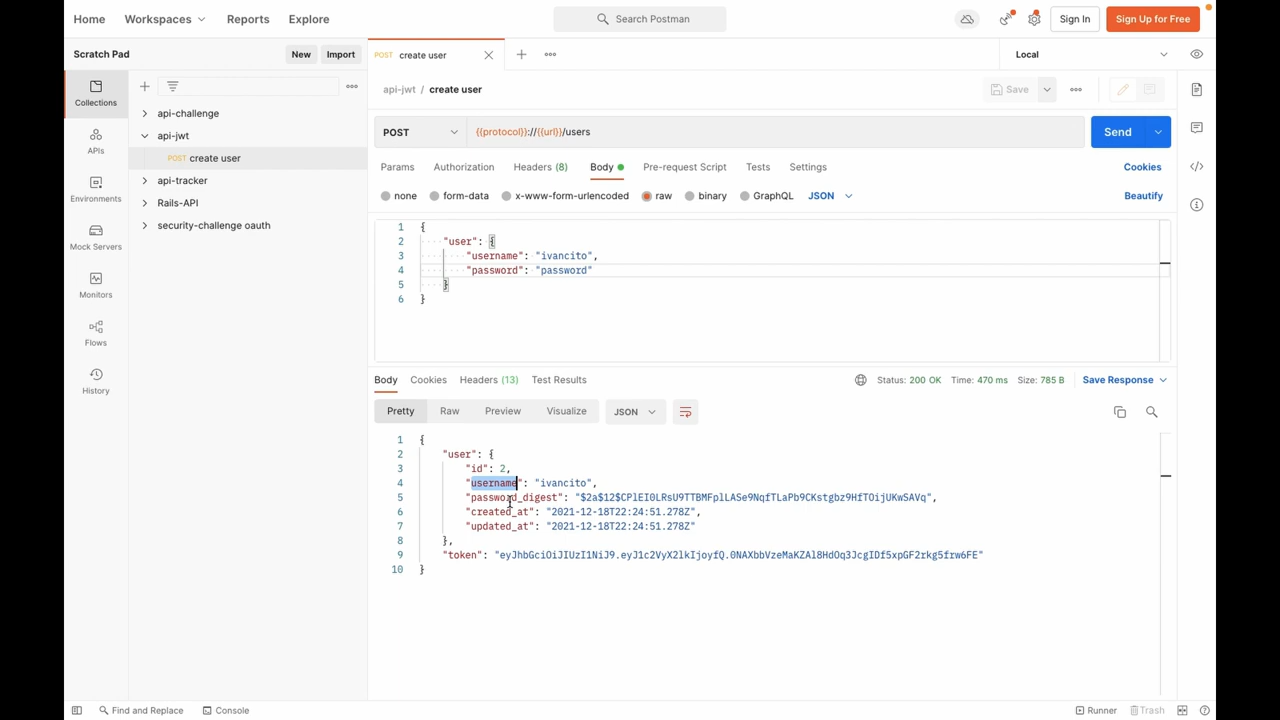 Home Workspaces Reports Explore Search Postman Sign In Sign Up for Free
Scratch Pad New Import POST create user Local
Collections
APIs
Environments
Mock Servers
Monitors
Flows
History
api-challenge
api-jwt
POST create user
api-tracker
Rails-API
security-challenge oauth
api-jwt / create user Save
POST {{protocol}}://{{url}}/users Send
Params Authorization Headers (8) Body Pre-request Script Tests Settings Cookies
none form-data x-www-form-urlencoded raw binary GraphQL JSON Beautify
1 {
2 "user": {
3 "username": "ivancito",
4 "password": "password"
5 }
6 }
Body Cookies Headers (13) Test Results Status: 200 OK Time: 470 ms Size: 785 B Save Response
Pretty Raw Preview Visualize JSON
1 {
2 "user": {
3 "id": 2,
4 "username": "ivancito",
5 "password_digest": "$2a$12$CPlEI0LRsU9TTBMFplLASe9NqfTLaPb9CKstgbz9HfTOijUKwSAVq",
6 "created_at": "2021-12-18T22:24:51.278Z",
7 "updated_at": "2021-12-18T22:24:51.278Z"
8 },
9 "token": "eyJhbGciOiJIUzI1NiJ9.eyJ1c2VyX2lkIjoyfQ.0NAXbbVzeMaKZAl8HdOq3JcgIDf5xpGF2rkg5frw6FE"
10 }
Find and Replace Console Runner Trash